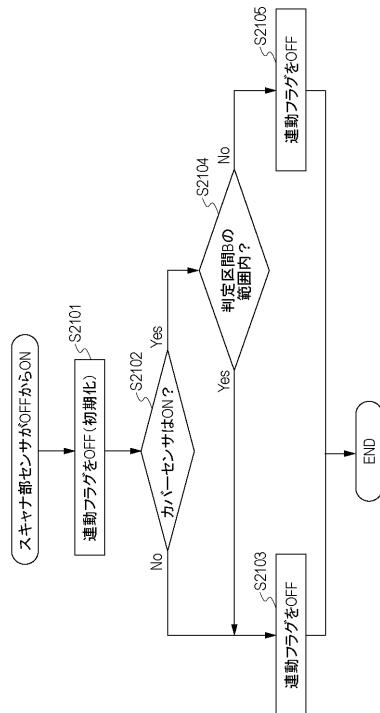 スキャナ部センサがOFFからON
S2101
連動フラグをOFF(初期化)
S2102
カバーセンサはON?
No
Yes
S2104
判定区間Bの
範囲内?
Yes
No
S2103
連動フラグをOFF
S2105
連動フラグをOFF
END